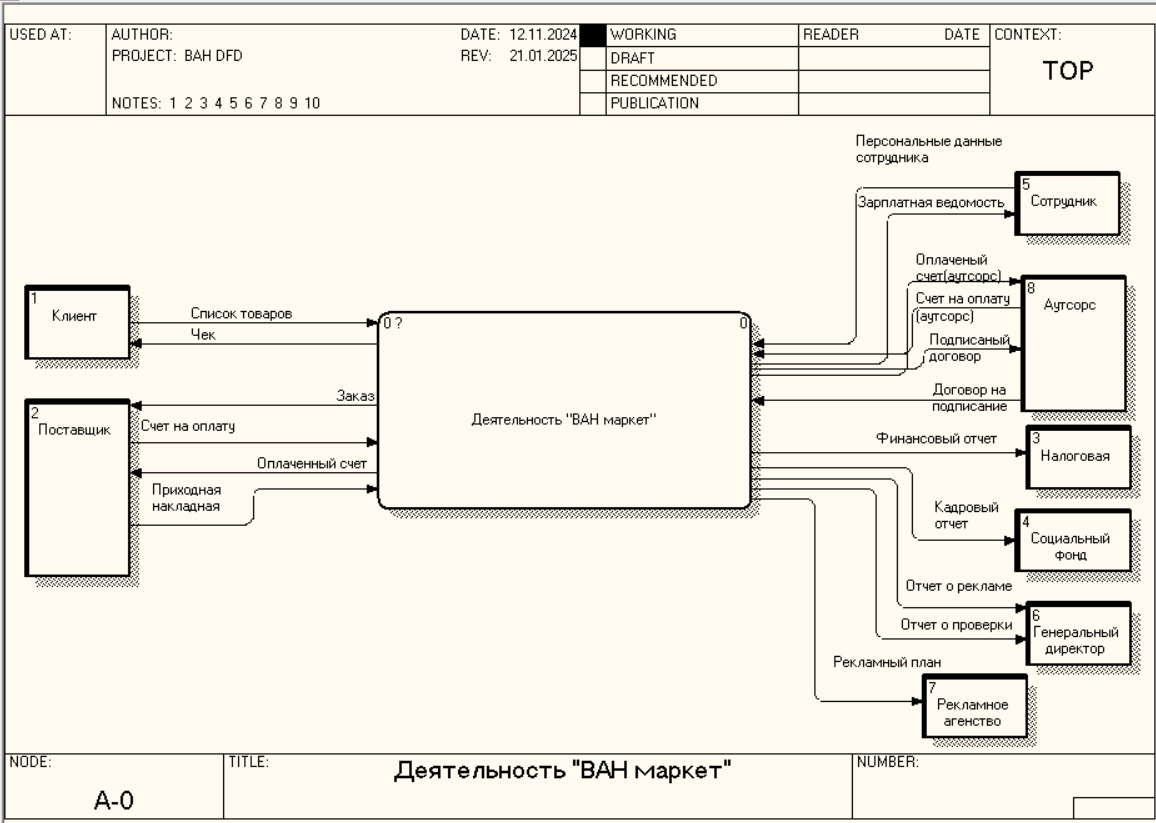 USED AT:
AUTHOR:
DATE: 12.11.2024
WORKING
READER
DATE
CONTEXT:
PROJECT: ВАН DFD
REV: 21.01.2025
DRAFT
TOP
RECOMMENDED
NOTES: 1 2 3 4 5 6 7 8 9 10
PUBLICATION
Персональные данные
сотрудника
5
Сотрудник
Зарплатная ведомость
Оплаченый
счет(аутсорс)
8
Аутсорс
Счет на оплату
(аутсорс)
Подписаный
договор
Договор на
подписание
1
Клиент
Список товаров
Чек
0 ?
0
Деятельность "ВАН маркет"
2
Поставщик
Заказ
Счет на оплату
Оплаченный счет
Приходная
накладная
Финансовый отчет
3
Налоговая
Кадровый
отчет
4
Социальный
фонд
Отчет о рекламе
Отчет о проверки
6
Генеральный
директор
Рекламный план
7
Рекламное
агенство
NODE:
A-0
TITLE:
Деятельность "ВАН маркет"
NUMBER: